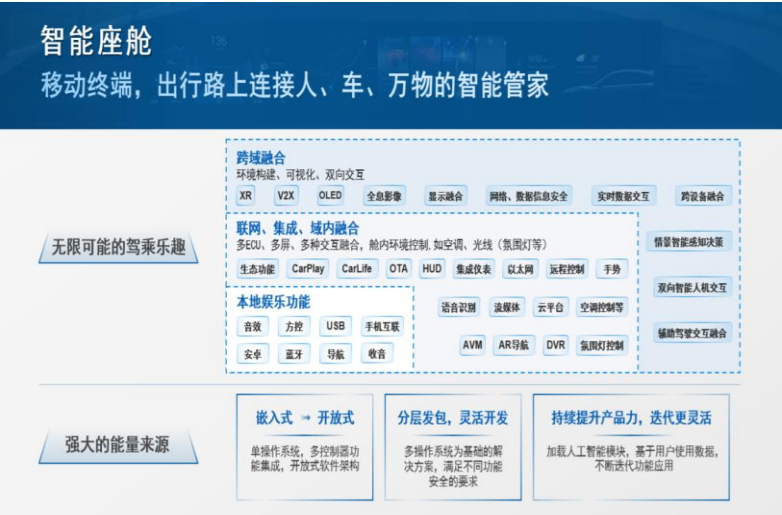 智能座舱
移动终端，出行路上连接人、车、万物的智能管家
无限可能的驾乘乐趣
跨域融合
环境构建、可视化、双向交互
XR V2X OLED 全息影像 显示融合 网络、数据信息安全 实时数据交互 跨设备融合
联网、集成、域内融合
多ECU、多屏、多种交互融合，舱内环境控制，如空调、光线（氛围灯等）
情景智能感知决策
生态功能 CarPlay CarLife OTA HUD 集成仪表 以太网 远程控制 手势
双向智能人机交互
本地娱乐功能
语音识别 流媒体 云平台 空调控制等
音效 方控 USB 手机互联
辅助驾驶交互融合
AVM AR导航 DVR 氛围灯控制
安卓 蓝牙 导航 收音
强大的能量来源
嵌入式 → 开放式
单操作系统，多控制器功
能集成，开放式软件架构
分层发包，灵活开发
多操作系统为基础的解
决方案，满足不同功能
安全的要求
持续提升产品力，迭代更灵活
加载人工智能模块，基于用户使用数据，
不断迭代功能应用